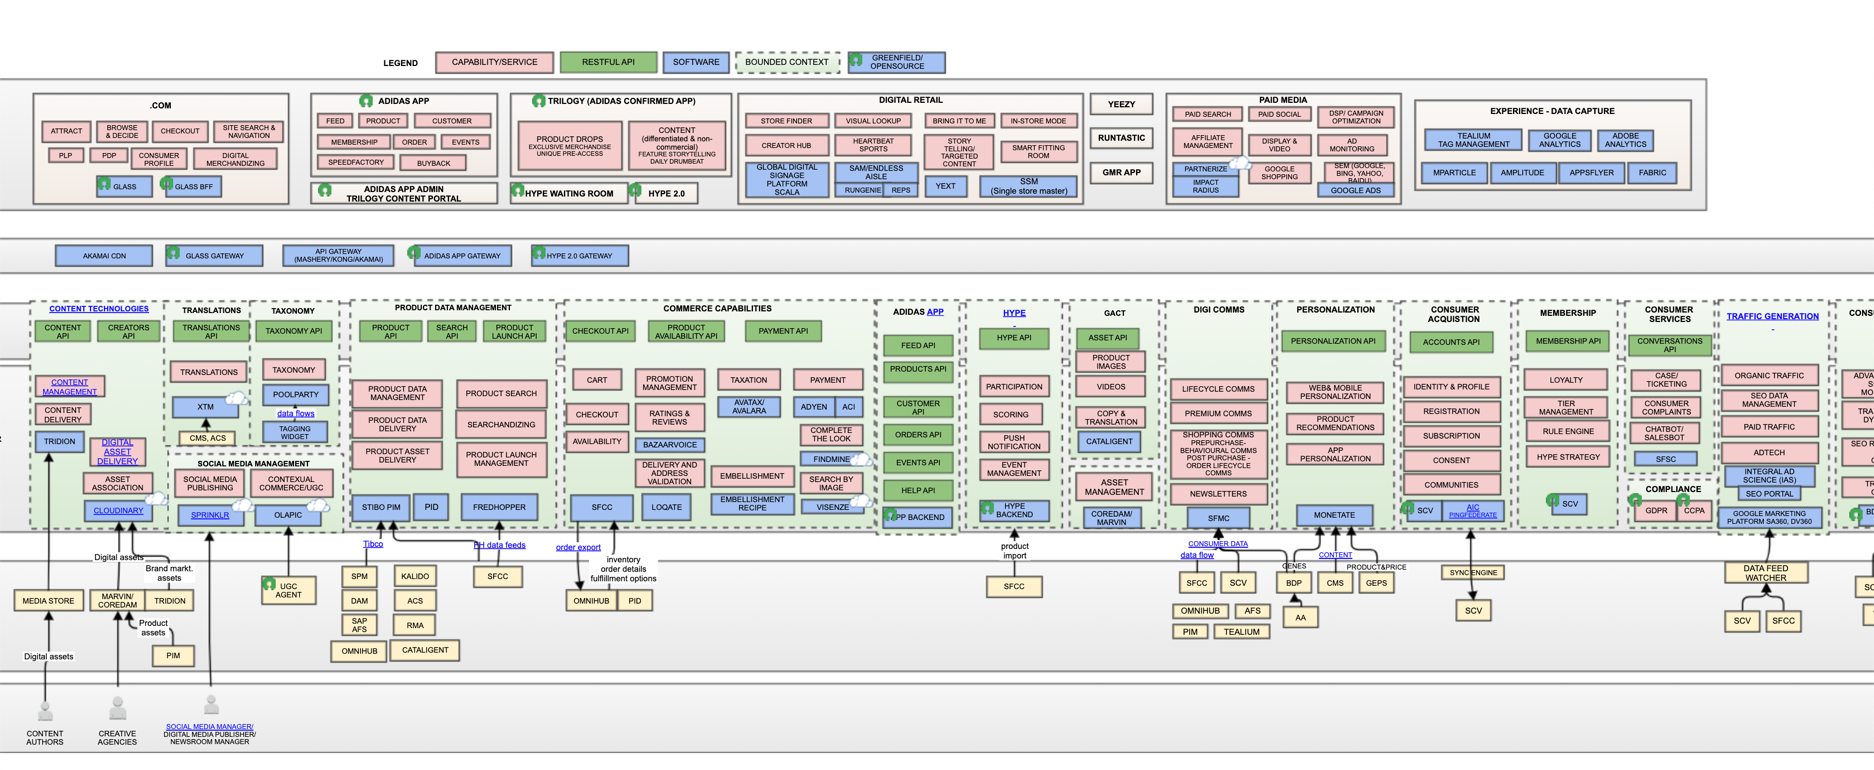 LEGEND
CAPABILITY/SERVICE
RESTFUL API
SOFTWARE
BOUNDED CONTEXT
GREENFIELD/
OPENSOURCE
.COM
ATTRACT
BROWSE
& DECIDE
CHECKOUT
SITE SEARCH &
NAVIGATION
PLP
PDP
CONSUMER
PROFILE
DIGITAL
MERCHANDIZING
GLASS
GLASS BFF
ADIDAS APP
FEED
PRODUCT
CUSTOMER
MEMBERSHIP
ORDER
EVENTS
SPEEDFACTORY
BUYBACK
ADIDAS APP ADMIN
TRILOGY CONTENT PORTAL
TRILOGY (ADIDAS CONFIRMED APP)
PRODUCT DROPS
EXCLUSIVE MERCHANDISE
UNIQUE PRE-ACCESS
CONTENT
(differentiated & non-
commercial)
FEATURE STORYTELLING
DAILY DRUMBEAT
HYPE WAITING ROOM
HYPE 2.0
DIGITAL RETAIL
STORE FINDER
VISUAL LOOKUP
BRING IT TO ME
IN-STORE MODE
CREATOR HUB
HEARTBEAT
SPORTS
STORY
TELLING/
TARGETED
CONTENT
SMART FITTING
ROOM
GLOBAL DIGITAL
SIGNAGE
PLATFORM
SCALA
SAM/ENDLESS
AISLE
RUNGENIE
REPS
YEXT
SSM
(Single store master)
YEEZY
RUNTASTIC
GMR APP
PAID MEDIA
PAID SEARCH
PAID SOCIAL
DSP/ CAMPAIGN
OPTIMIZATION
AFFILIATE
MANAGEMENT
DISPLAY &
VIDEO
AD
MONITORING
PARTNERIZE
IMPACT
RADIUS
GOOGLE
SHOPPING
SEM (GOOGLE,
BING, YAHOO,
BAIDU)
GOOGLE ADS
EXPERIENCE - DATA CAPTURE
TEALIUM
TAG MANAGEMENT
GOOGLE
ANALYTICS
ADOBE
ANALYTICS
MPARTICLE
AMPLITUDE
APPSFLYER
FABRIC
AKAMAI CDN
GLASS GATEWAY
API GATEWAY
(MASHERY/KONG/AKAMAI)
ADIDAS APP GATEWAY
HYPE 2.0 GATEWAY
CONTENT TECHNOLOGIES
CONTENT
API
CREATORS
API
CONTENT
MANAGEMENT
CONTENT
DELIVERY
TRIDION
DIGITAL
ASSET
DELIVERY
ASSET
ASSOCIATION
CLOUDINARY
TRANSLATIONS
TRANSLATIONS
API
TRANSLATIONS
XTM
CMS, ACS
TAXONOMY
TAXONOMY API
TAXONOMY
POOLPARTY
data flows
TAGGING
WIDGET
SOCIAL MEDIA MANAGEMENT
SOCIAL MEDIA
PUBLISHING
CONTEXUAL
COMMERCE/UGC
SPRINKLR
OLAPIC
PRODUCT DATA MANAGEMENT
PRODUCT
API
SEARCH
API
PRODUCT
LAUNCH API
PRODUCT DATA
MANAGEMENT
PRODUCT SEARCH
PRODUCT DATA
DELIVERY
SEARCHANDIZING
PRODUCT ASSET
DELIVERY
PRODUCT LAUNCH
MANAGEMENT
STIBO PIM
PID
FREDHOPPER
COMMERCE CAPABILITIES
CHECKOUT API
PRODUCT
AVAILABILITY API
PAYMENT API
CART
PROMOTION
MANAGEMENT
TAXATION
PAYMENT
AVATAX/
AVALARA
ADYEN
ACI
CHECKOUT
RATINGS &
REVIEWS
AVAILABILITY
BAZAARVOICE
COMPLETE
THE LOOK
FINDMINE
DELIVERY AND
ADDRESS
VALIDATION
EMBELLISHMENT
SEARCH BY
IMAGE
SFCC
LOQATE
EMBELLISHMENT
RECIPE
VISENZE
ADIDAS APP
FEED API
PRODUCTS API
CUSTOMER
API
ORDERS API
EVENTS API
HELP API
PP BACKEND
HYPE
HYPE API
PARTICIPATION
SCORING
PUSH
NOTIFICATION
EVENT
MANAGEMENT
HYPE
BACKEND
GACT
ASSET API
PRODUCT
IMAGES
VIDEOS
COPY &
TRANSLATION
CATALIGENT
ASSET
MANAGEMENT
COREDAM/
MARVIN
DIGI COMMS
LIFECYCLE COMMS
PREMIUM COMMS
SHOPPING COMMS
PREPURCHASE-
BEHAVIOURAL COMMS
POST PURCHASE -
ORDER LIFECYCLE
COMMS
NEWSLETTERS
SFMC
PERSONALIZATION
PERSONALIZATION API
WEB& MOBILE
PERSONALIZATION
PRODUCT
RECOMMENDATIONS
APP
PERSONALIZATION
MONETATE
CONSUMER
ACQUISTION
ACCOUNTS API
IDENTITY & PROFILE
REGISTRATION
SUBSCRIPTION
CONSENT
COMMUNITIES
SCV
AIC
PINGFEDERATE
MEMBERSHIP
MEMBERSHIP API
LOYALTY
TIER
MANAGEMENT
RULE ENGINE
HYPE STRATEGY
SCV
CONSUMER
SERVICES
CONVERSATIONS
API
CASE/
TICKETING
CONSUMER
COMPLAINTS
CHATBOT/
SALESBOT
SFSC
COMPLIANCE
GDPR
CCPA
TRAFFIC GENERATION
ORGANIC TRAFFIC
SEO DATA
MANAGEMENT
PAID TRAFFIC
ADTECH
INTEGRAL AD
SCIENCE (IAS)
SEO PORTAL
GOOGLE MARKETING
PLATFORM SA360, DV360
CONS
ADVA
S
MO
TRA
DY
SEO R
TR
BD
Digital assets
Brand markt.
assets
MEDIA STORE
MARVIN/
COREDAM
TRIDION
Product
assets
PIM
Digital assets
UGC
AGENT
Tibco
FH data feeds
SPM
KALIDO
SFCC
DAM
ACS
SAP
AFS
RMA
OMNIHUB
CATALIGENT
order export
inventory
order details
fulfillment options
OMNIHUB
PID
product
import
SFCC
CONSUMER DATA
data flow
SFCC
SCV
OMNIHUB
AFS
PIM
TEALIUM
GENES
CONTENT
PRODUCT&PRICE
BDP
CMS
GEPS
AA
SYNC ENGINE
SCV
DATA FEED
WATCHER
SCV
SFCC
SC
CONTENT
AUTHORS
CREATIVE
AGENCIES
SOCIAL MEDIA MANAGER/
DIGITAL MEDIA PUBLISHER/
NEWSROOM MANAGER